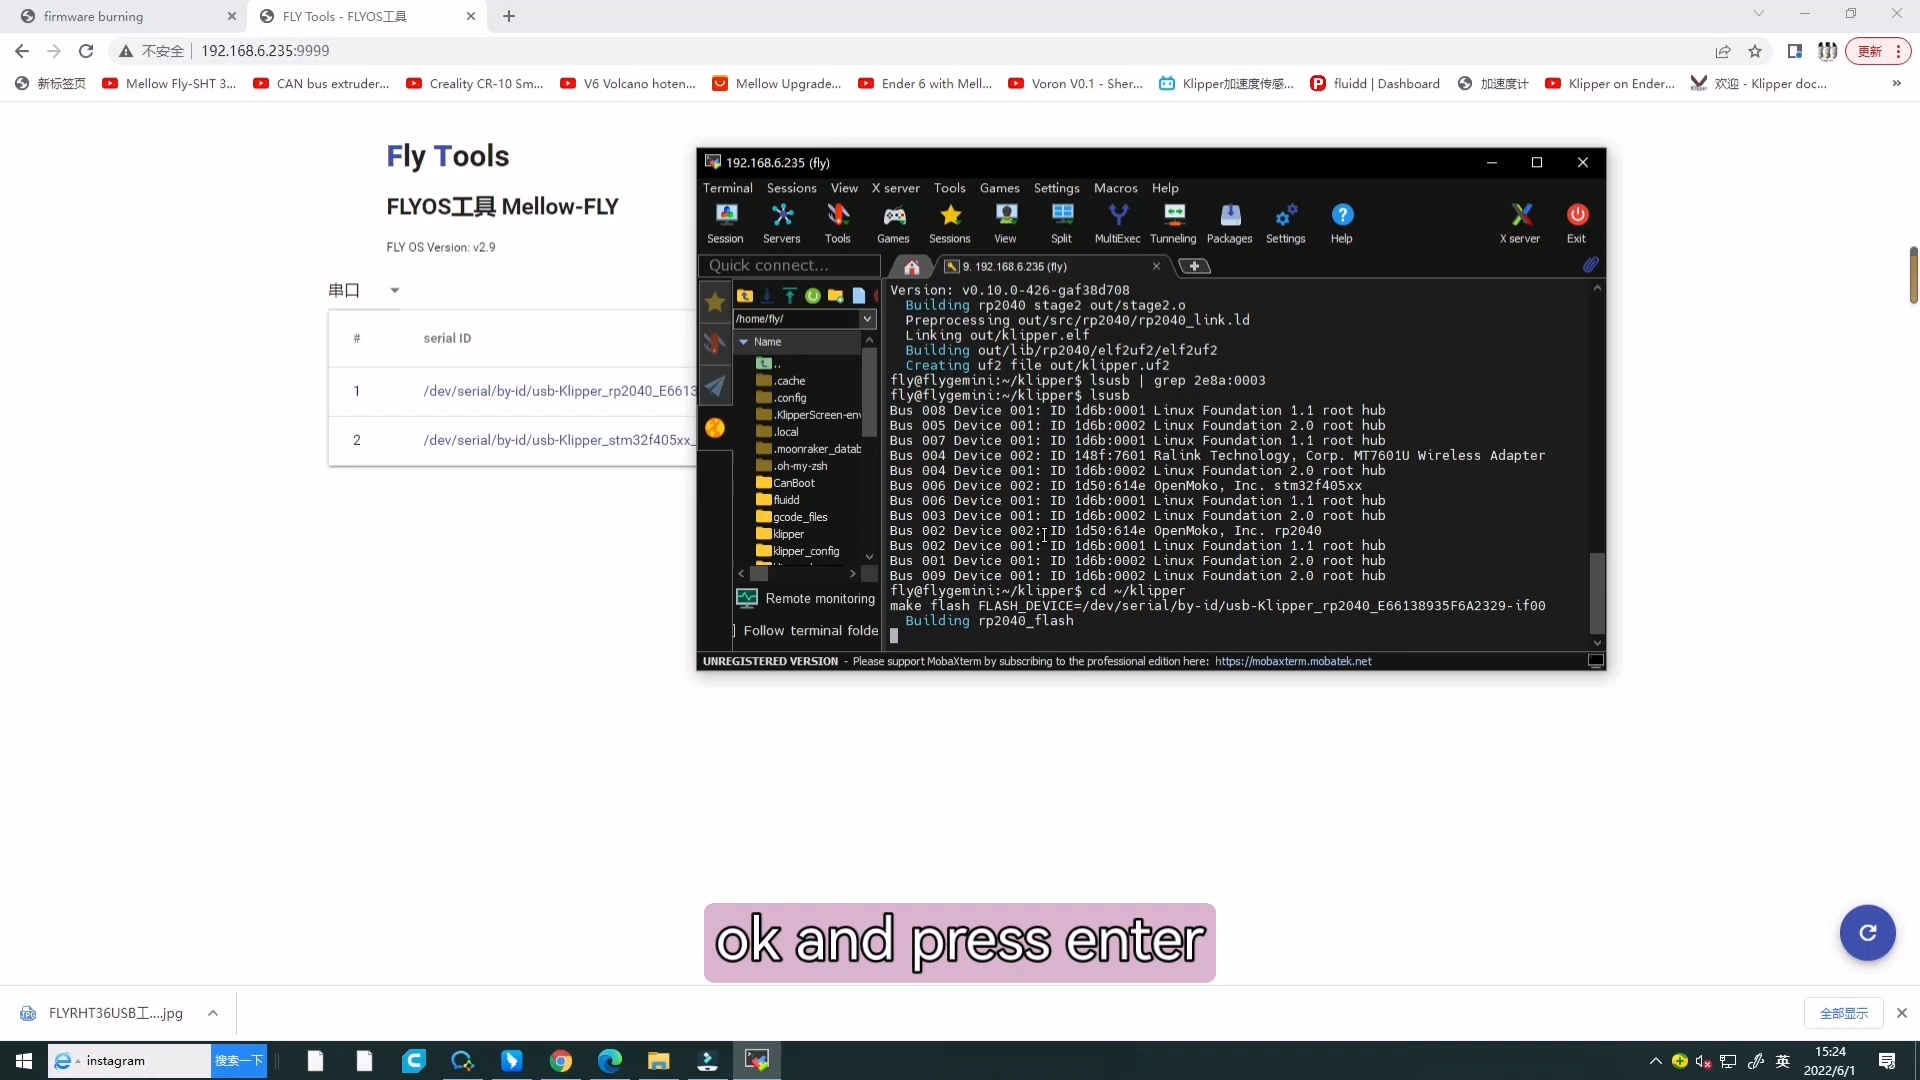 firmware burning
FLY Tools - FLYOS工具
不安全
192.168.6.235:9999
更新
新标签页
Mellow Fly-SHT 3...
CAN bus extruder...
Creality CR-10 Sm...
V6 Volcano hoten...
Mellow Upgrade...
Ender 6 with Mell...
Voron V0.1 - Sher...
Klipper加速度传感...
fluidd | Dashboard
加速度计
Klipper on Ender...
欢迎 - Klipper doc...
»
Fly Tools
FLYOS工具 Mellow-FLY
FLY OS Version: v2.9
串口
# serial ID
1 /dev/serial/by-id/usb-Klipper_rp2040_E6613
2 /dev/serial/by-id/usb-Klipper_stm32f405xx_
192.168.6.235 (fly)
Terminal Sessions View X server Tools Games Settings Macros Help
Session Servers Tools Games Sessions View Split MultiExec Tunneling Packages Settings Help X server Exit
Quick connect...
9. 192.168.6.235 (fly)
/home/fly/
Name
..
.cache
.config
.KlipperScreen-env
.local
.moonraker_datab
.oh-my-zsh
CanBoot
fluidd
gcode_files
klipper
klipper_config
Remote monitoring
Follow terminal folde
Version: v0.10.0-426-gaf38d708
Building rp2040 stage2 out/stage2.o
Preprocessing out/src/rp2040/rp2040_link.ld
Linking out/klipper.elf
Building out/lib/rp2040/elf2uf2/elf2uf2
Creating uf2 file out/klipper.uf2
fly@flygemini:~/klipper$ lsusb | grep 2e8a:0003
fly@flygemini:~/klipper$ lsusb
Bus 008 Device 001: ID 1d6b:0001 Linux Foundation 1.1 root hub
Bus 005 Device 001: ID 1d6b:0002 Linux Foundation 2.0 root hub
Bus 007 Device 001: ID 1d6b:0001 Linux Foundation 1.1 root hub
Bus 004 Device 002: ID 148f:7601 Ralink Technology, Corp. MT7601U Wireless Adapter
Bus 004 Device 001: ID 1d6b:0002 Linux Foundation 2.0 root hub
Bus 006 Device 002: ID 1d50:614e OpenMoko, Inc. stm32f405xx
Bus 006 Device 001: ID 1d6b:0001 Linux Foundation 1.1 root hub
Bus 003 Device 001: ID 1d6b:0002 Linux Foundation 2.0 root hub
Bus 002 Device 002: ID 1d50:614e OpenMoko, Inc. rp2040
Bus 002 Device 001: ID 1d6b:0001 Linux Foundation 1.1 root hub
Bus 001 Device 001: ID 1d6b:0002 Linux Foundation 2.0 root hub
Bus 009 Device 001: ID 1d6b:0002 Linux Foundation 2.0 root hub
fly@flygemini:~/klipper$ cd ~/klipper
make flash FLASH_DEVICE=/dev/serial/by-id/usb-Klipper_rp2040_E66138935F6A2329-if00
Building rp2040_flash
UNREGISTERED VERSION - Please support MobaXterm by subscribing to the professional edition here: https://mobaxterm.mobatek.net
ok and press enter
FLYRHT36USB工....jpg
全部显示
instagram
搜索一下
英
15:24
2022/6/1